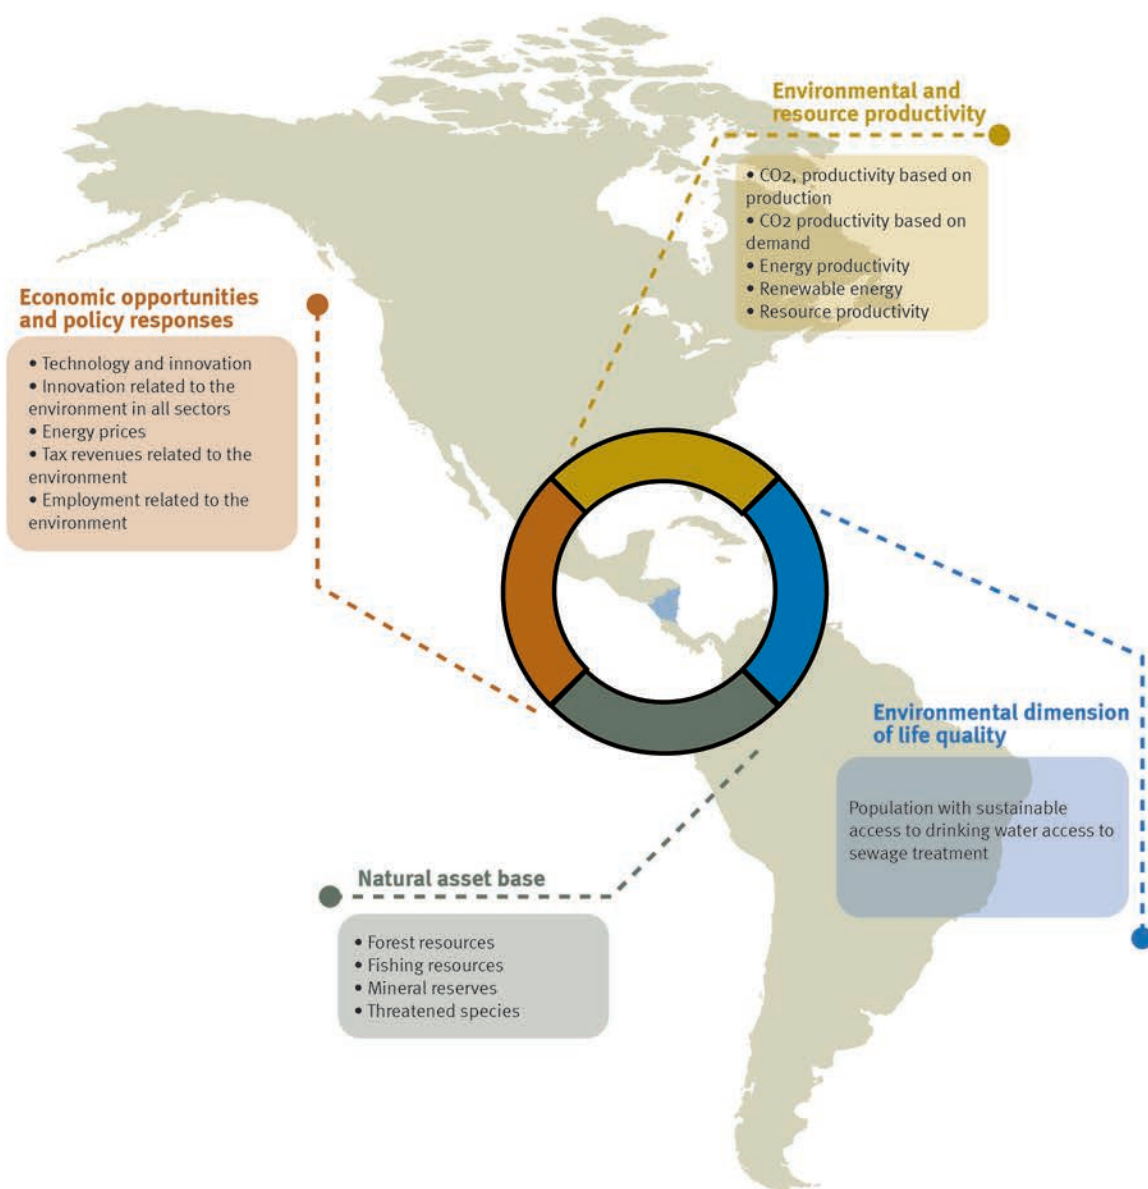 Environmental and
resource productivity
• CO2, productivity based on
production
• CO2 productivity based on
demand
• Energy productivity
• Renewable energy
• Resource productivity
Economic opportunities
and policy responses
• Technology and innovation
• Innovation related to the
environment in all sectors
• Energy prices
• Tax revenues related to the
environment
• Employment related to the
environment
Environmental dimension
of life quality
Population with sustainable
access to drinking water access to
sewage treatment
Natural asset base
• Forest resources
• Fishing resources
• Mineral reserves
• Threatened species